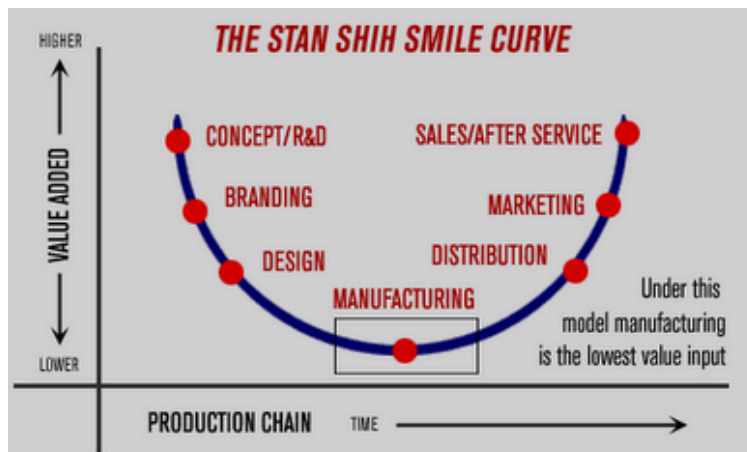 THE STAN SHIH SMILE CURVE
HIGHER
VALUE ADDED
LOWER
CONCEPT/R&D
BRANDING
DESIGN
MANUFACTURING
DISTRIBUTION
MARKETING
SALES/AFTER SERVICE
Under this
model manufacturing
is the lowest value input
PRODUCTION CHAIN
TIME